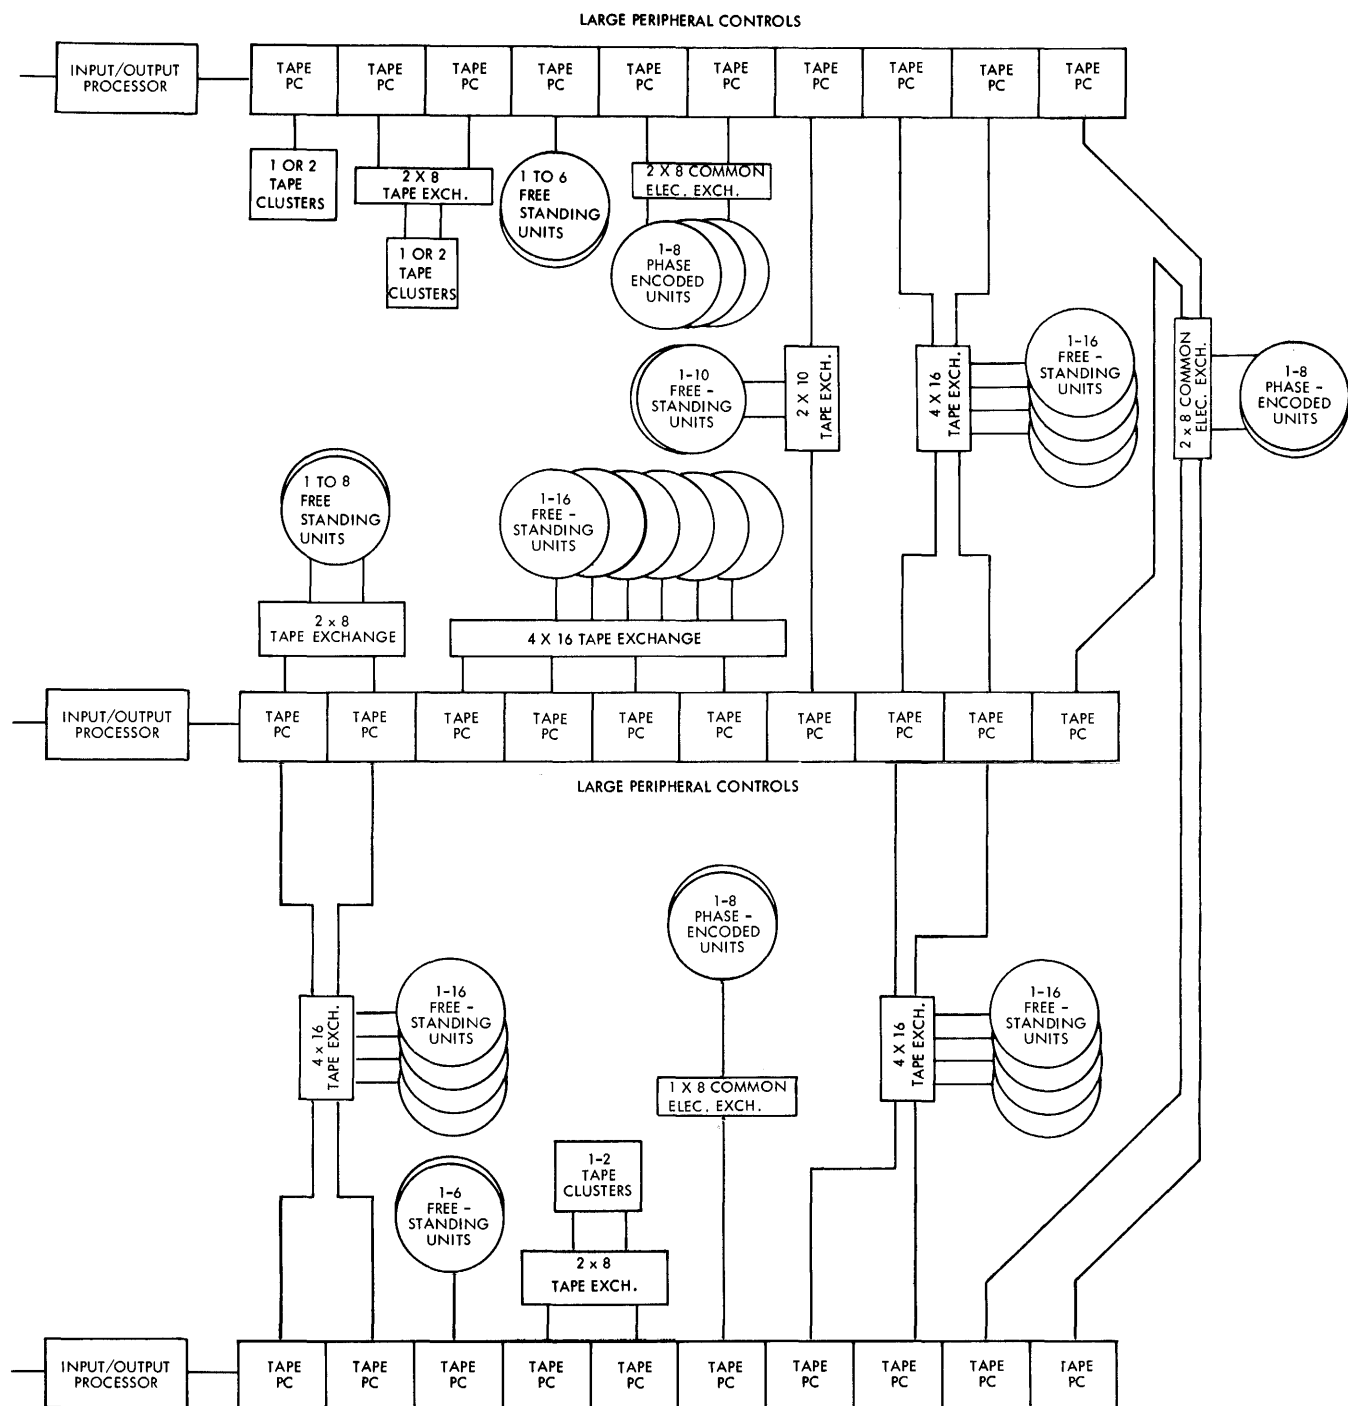 LARGE PERIPHERAL CONTROLS
INPUT/OUTPUT
PROCESSOR
TAPE
PC
TAPE
PC
TAPE
PC
TAPE
PC
TAPE
PC
TAPE
PC
TAPE
PC
TAPE
PC
TAPE
PC
TAPE
PC
1 OR 2
TAPE
CLUSTERS
2 X 8
TAPE EXCH.
1 OR 2
TAPE
CLUSTERS
1 TO 6
FREE
STANDING
UNITS
2 X 8 COMMON
ELEC. EXCH.
1-8
PHASE
ENCODED
UNITS
1-10
FREE -
STANDING
UNITS
2 X 10
TAPE EXCH.
4 X 16
TAPE EXCH.
1-16
FREE -
STANDING
UNITS
2 x 8 COMMON
ELEC. EXCH.
1-8
PHASE -
ENCODED
UNITS
1 TO 8
FREE
STANDING
UNITS
2 x 8
TAPE EXCHANGE
1-16
FREE -
STANDING
UNITS
4 X 16 TAPE EXCHANGE
INPUT/OUTPUT
PROCESSOR
TAPE
PC
TAPE
PC
TAPE
PC
TAPE
PC
TAPE
PC
TAPE
PC
TAPE
PC
TAPE
PC
TAPE
PC
TAPE
PC
LARGE PERIPHERAL CONTROLS
4 x 16
TAPE EXCH.
1-16
FREE -
STANDING
UNITS
1-8
PHASE -
ENCODED
UNITS
1 X 8 COMMON
ELEC. EXCH.
4 X 16
TAPE EXCH.
1-16
FREE -
STANDING
UNITS
1-6
FREE -
STANDING
UNITS
1-2
TAPE
CLUSTERS
2 x 8
TAPE EXCH.
INPUT/OUTPUT
PROCESSOR
TAPE
PC
TAPE
PC
TAPE
PC
TAPE
PC
TAPE
PC
TAPE
PC
TAPE
PC
TAPE
PC
TAPE
PC
TAPE
PC